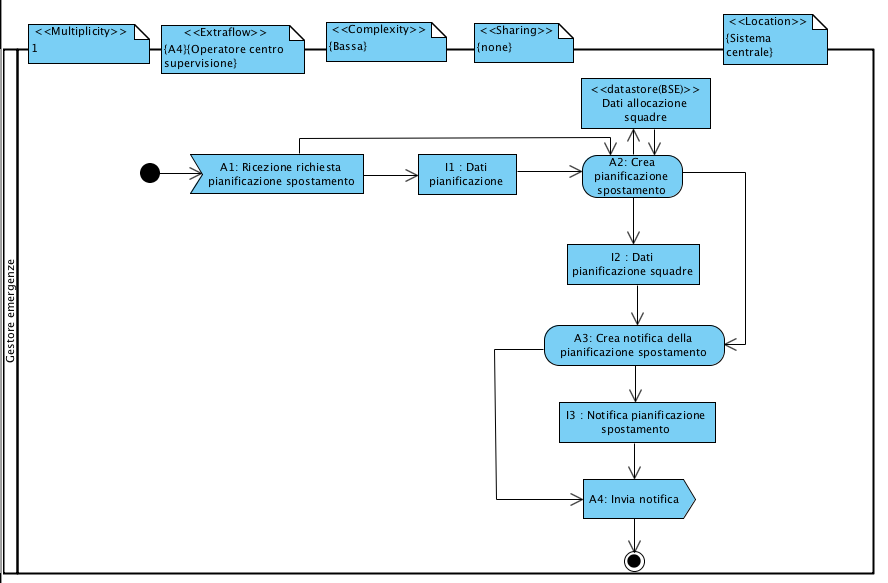 <<Multiplicity>>
1
<<Extraflow>>
{A4}{Operatore centro
supervisione}
<<Complexity>>
{Bassa}
<<Sharing>>
{none}
<<Location>>
{Sistema
centrale}
<<datastore(BSE)>>
Dati allocazione
squadre
A1: Ricezione richiesta
pianificazione spostamento
I1 : Dati
pianificazione
A2: Crea
pianificazione
spostamento
I2 : Dati
pianificazione squadre
Gestore emergenze
A3: Crea notifica della
pianificazione spostamento
I3 : Notifica pianificazione
spostamento
A4: Invia notifica